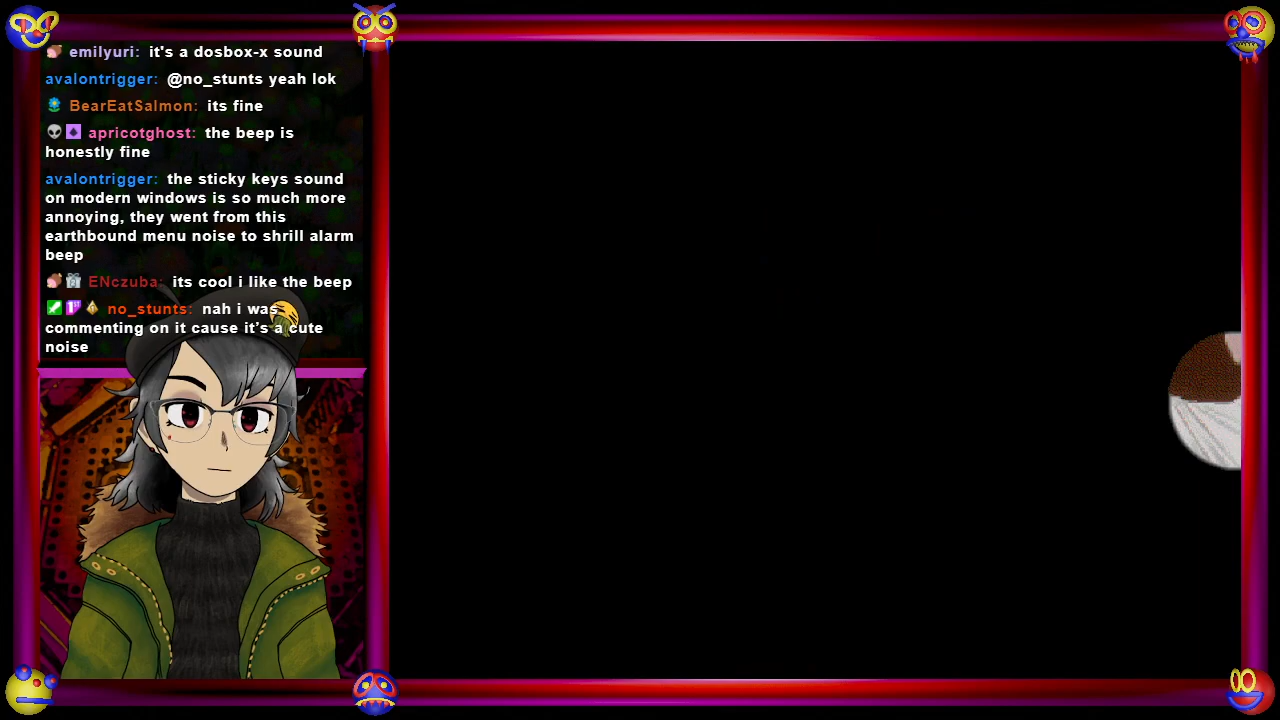 emilyuri: it's a dosbox-x sound
avalontrigger: @no_stunts yeah lok
BearEatSalmon: its fine
apricotghost: the beep is
honestly fine
avalontrigger: the sticky keys sound
on modern windows is so much more
annoying, they went from this
earthbound menu noise to shrill alarm
beep
ENczuba: its cool i like the beep
no_stunts: nah i was
commenting on it cause it's a cute
noise